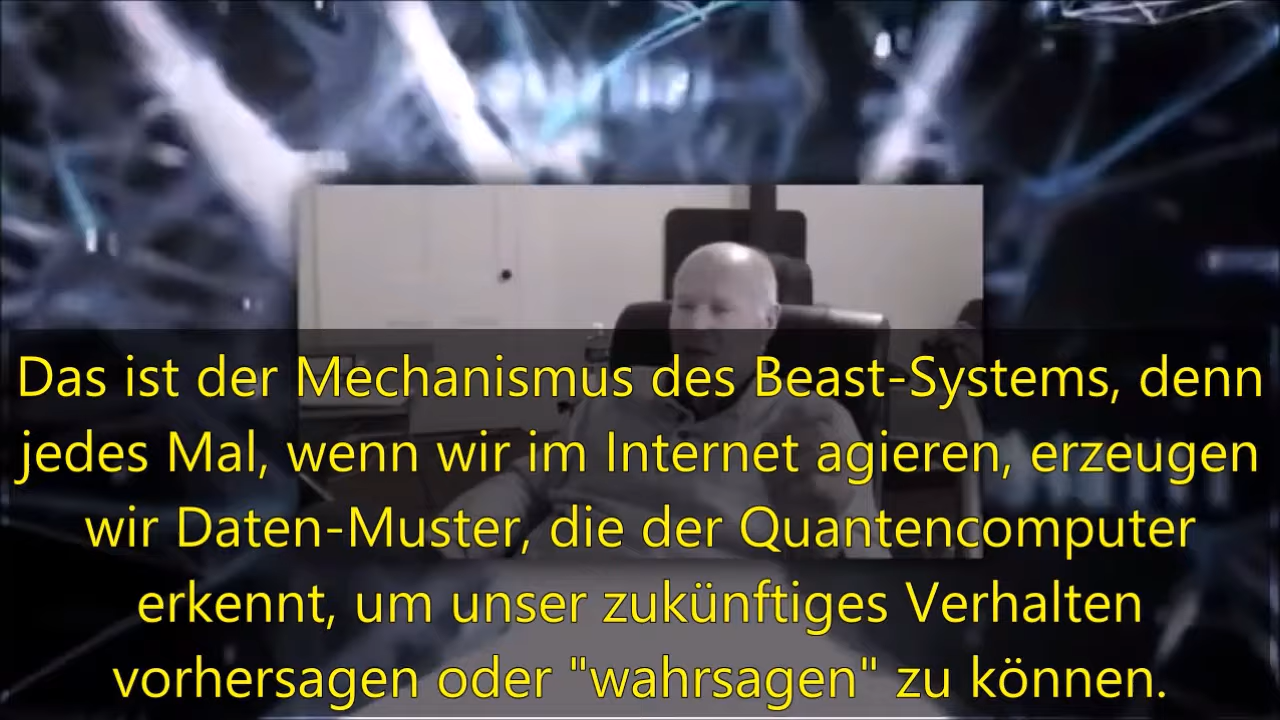 Das ist der Mechanismus des Beast-Systems, denn
jedes Mal, wenn wir im Internet agieren, erzeugen
wir Daten-Muster, die der Quantencomputer
erkennt, um unser zukünftiges Verhalten
vorhersagen oder "wahrsagen" zu können.